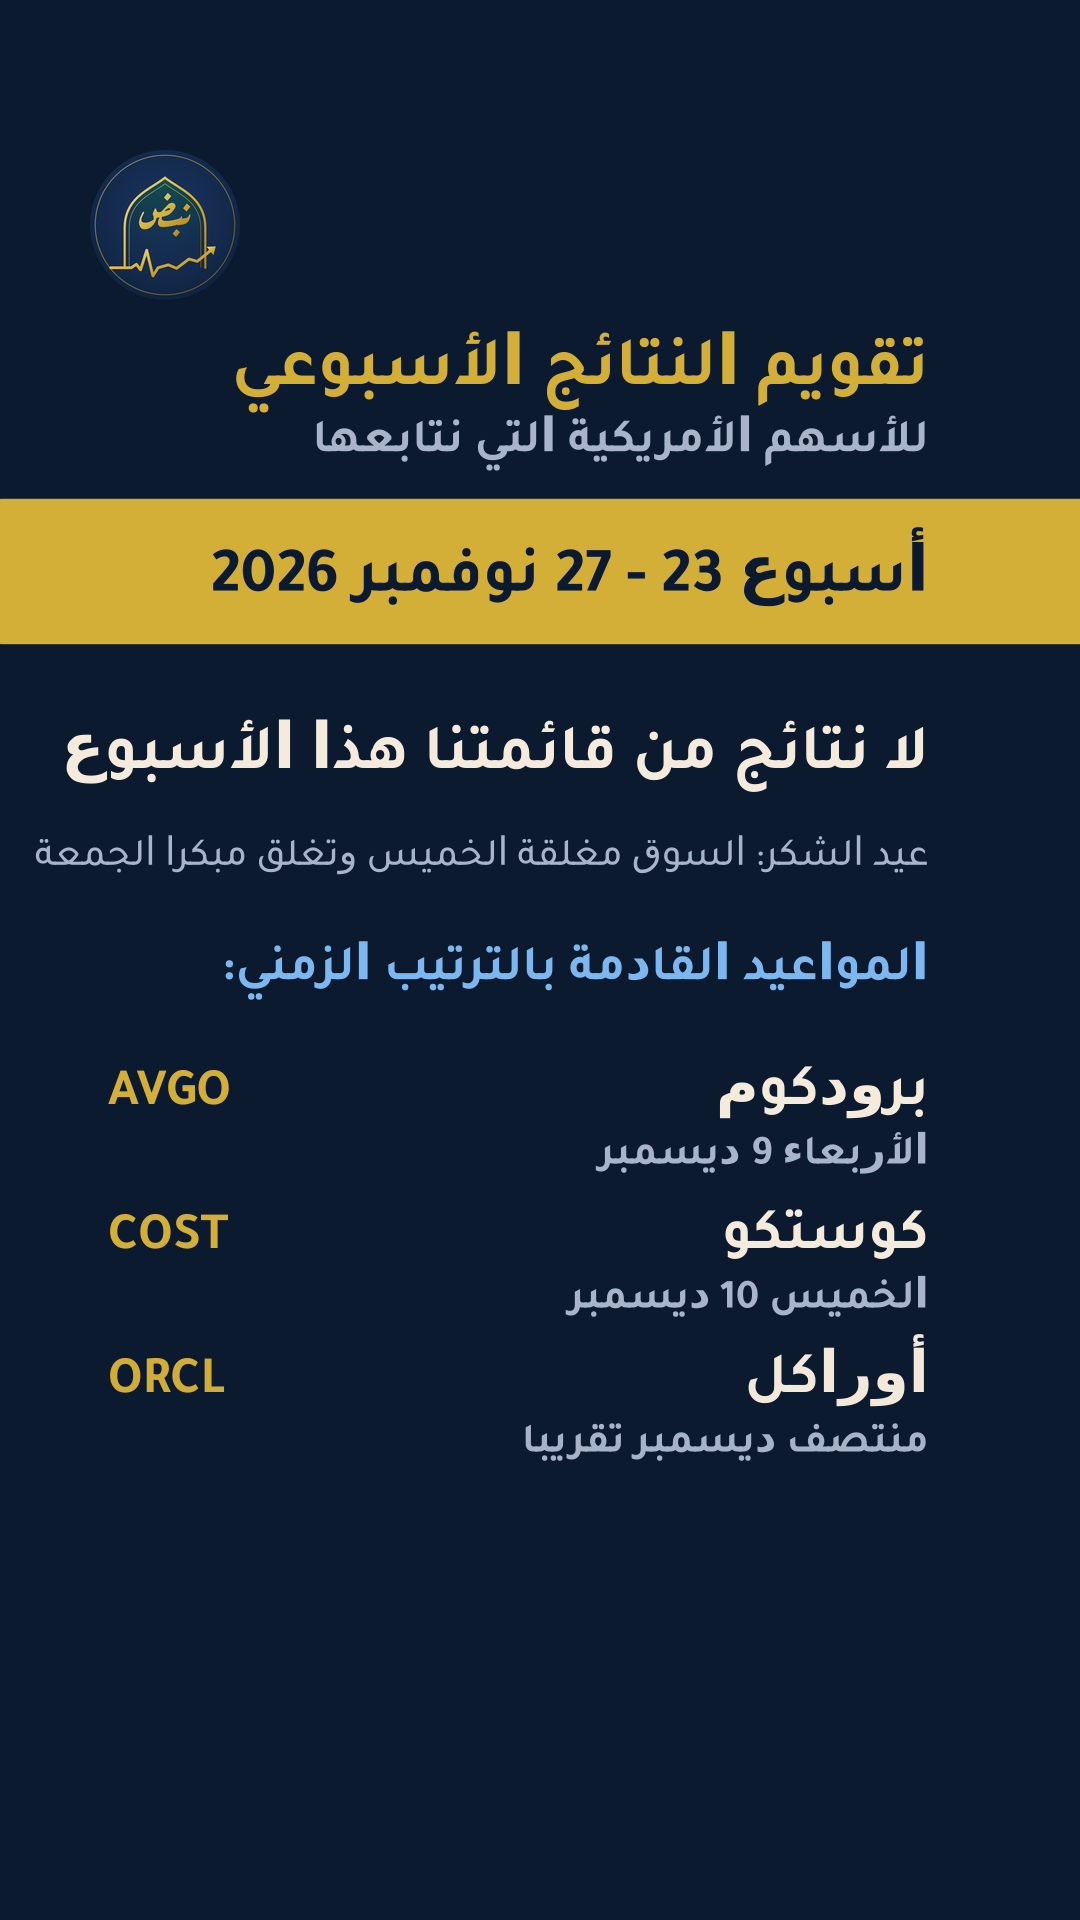 نبض
تقويم النتائج الأسبوعي
للأسهم الأمريكية التي نتابعها
أسبوع 23 - 27 نوفمبر 2026
لا نتائج من قائمتنا هذا الأسبوع
عيد الشكر: السوق مغلقة الخميس وتغلق مبكرا الجمعة
المواعيد القادمة بالترتيب الزمني:
برودكوم AVGO
الأربعاء 9 ديسمبر
كوستكو COST
الخميس 10 ديسمبر
أوراكل ORCL
منتصف ديسمبر تقريبا